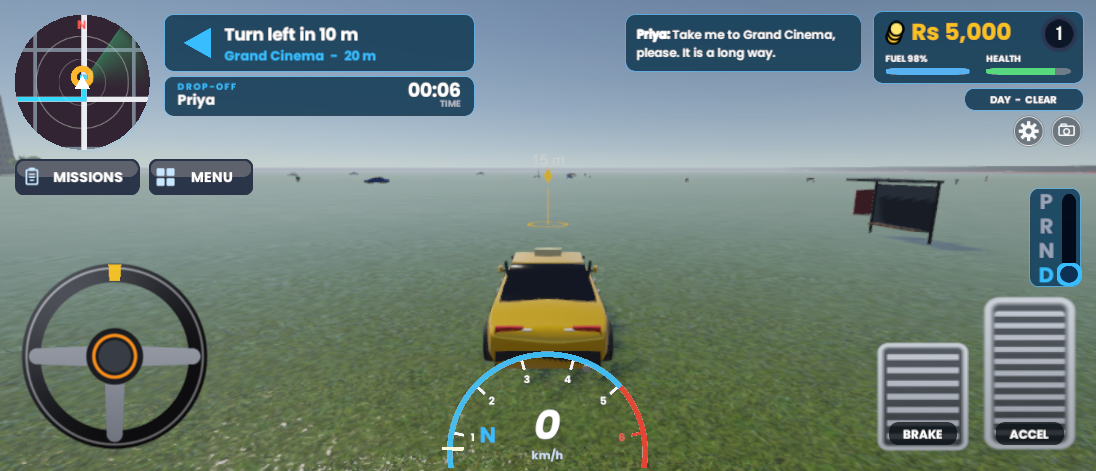 N
Turn left in 10 m
Grand Cinema - 20 m
DROP-OFF
Priya
00:06
TIME
Priya: Take me to Grand Cinema,
please. It is a long way.
Rs 5,000
1
FUEL 98%
HEALTH
DAY - CLEAR
MISSIONS
MENU
15 m
P
R
N
D
1
2
3
4
5
6
N
0
km/h
BRAKE
ACCEL